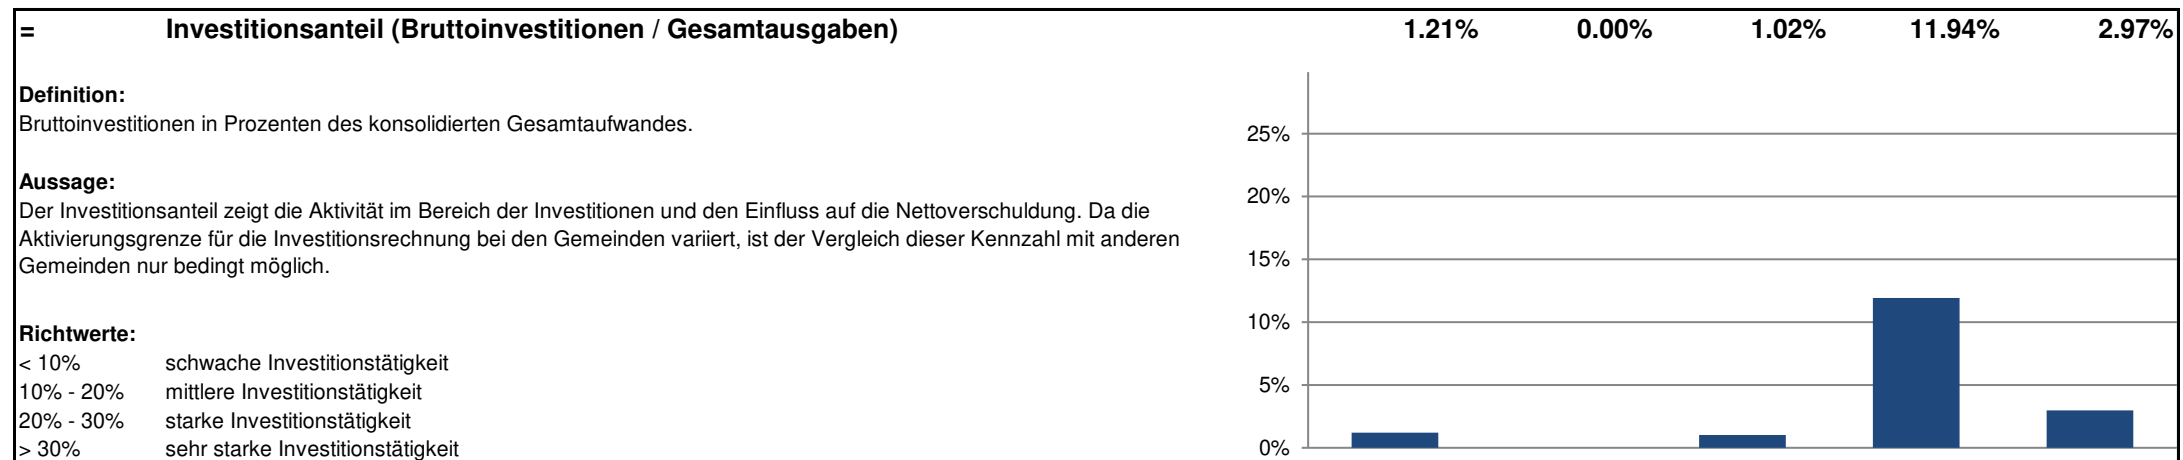 = Investitionsanteil (Bruttoinvestitionen / Gesamtausgaben) 1.21% 0.00% 1.02% 11.94% 2.97%
Definition:
Bruttoinvestitionen in Prozenten des konsolidierten Gesamtaufwandes.
Aussage:
Der Investitionsanteil zeigt die Aktivität im Bereich der Investitionen und den Einfluss auf die Nettoverschuldung. Da die
Aktivierungsgrenze für die Investitionsrechnung bei den Gemeinden variiert, ist der Vergleich dieser Kennzahl mit anderen
Gemeinden nur bedingt möglich.
Richtwerte:
< 10% schwache Investitionstätigkeit
10% - 20% mittlere Investitionstätigkeit
20% - 30% starke Investitionstätigkeit
> 30% sehr starke Investitionstätigkeit
25%
20%
15%
10%
5%
0%